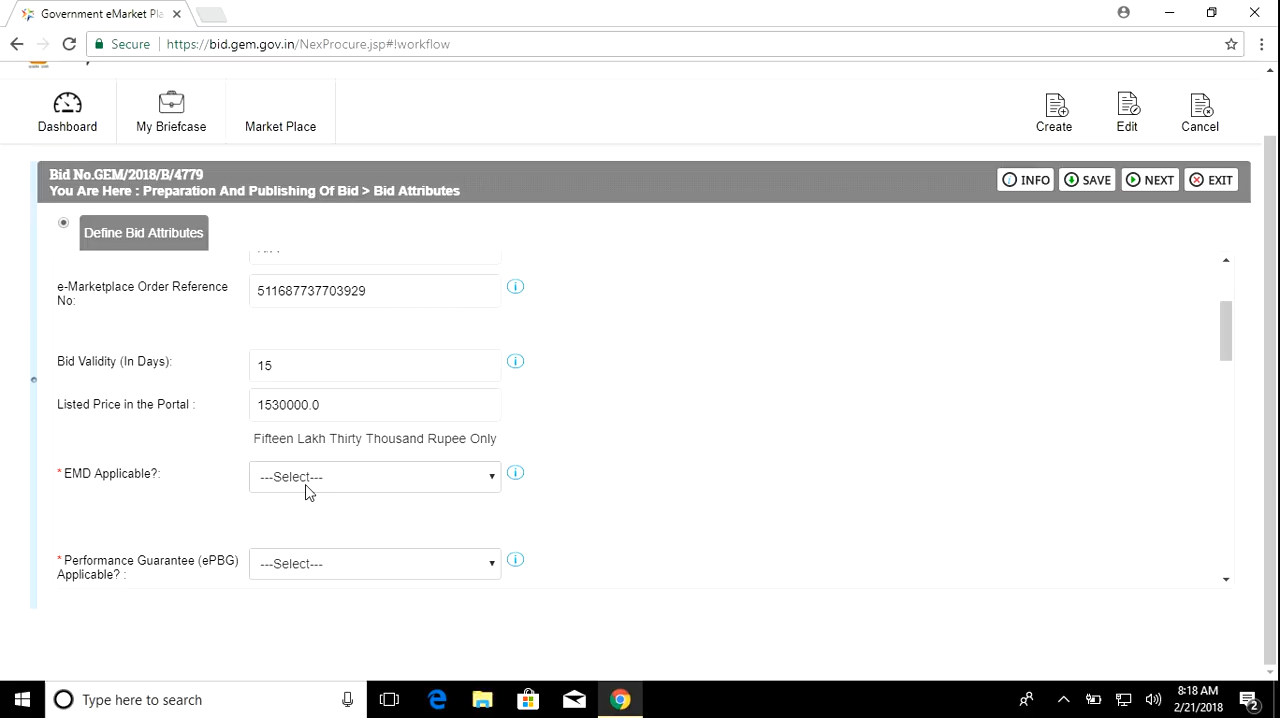 Government eMarket Pla
Secure
https://bid.gem.gov.in/NexProcure.jsp#!workflow
Dashboard
My Briefcase
Market Place
Create
Edit
Cancel
Bid No.GEM/2018/B/4779
You Are Here : Preparation And Publishing Of Bid > Bid Attributes
INFO
SAVE
NEXT
EXIT
Define Bid Attributes
e-Marketplace Order Reference
No:
511687737703929
Bid Validity (In Days):
15
Listed Price in the Portal :
1530000.0
Fifteen Lakh Thirty Thousand Rupee Only
*EMD Applicable?:
---Select---
*Performance Guarantee (ePBG)
Applicable? :
---Select---
Type here to search
8:18 AM
2/21/2018
2